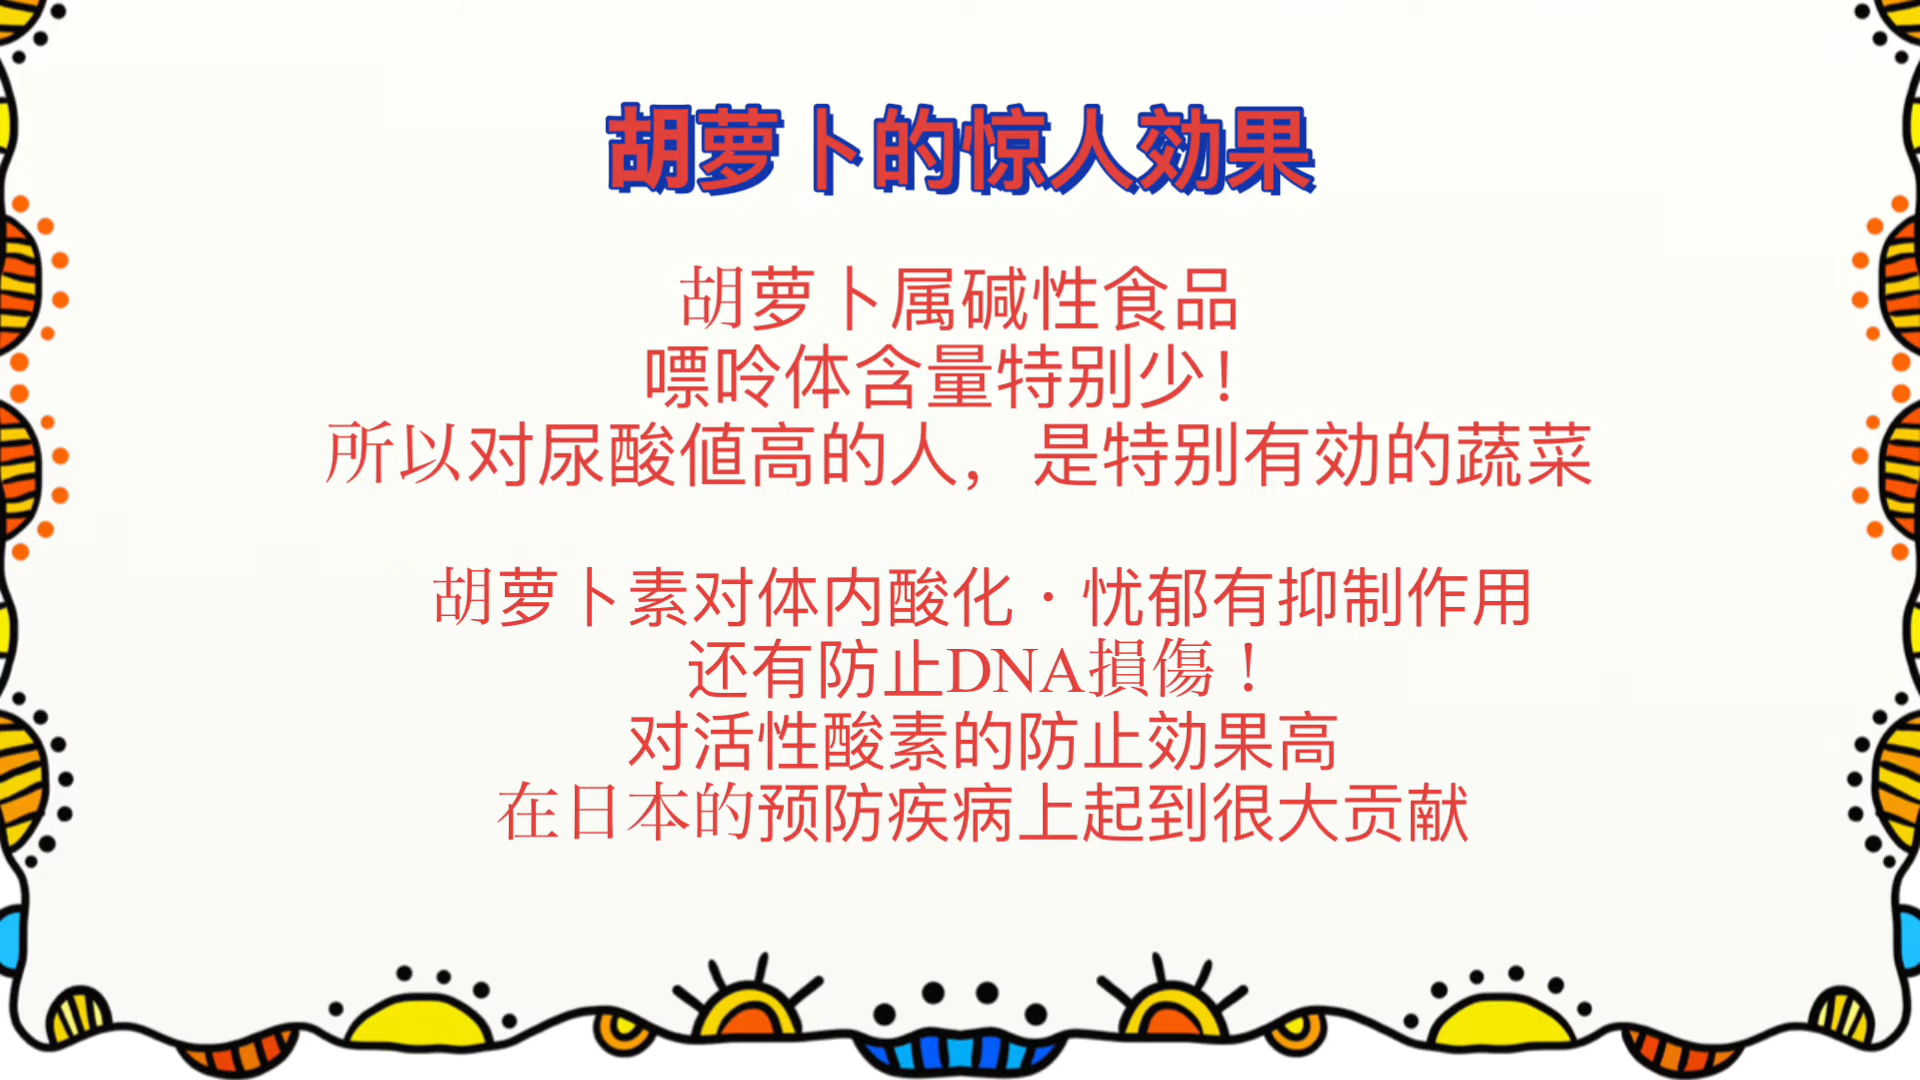 胡萝卜的惊人効果
胡萝卜属碱性食品
嘌呤体含量特别少！
所以对尿酸値高的人，是特别有効的蔬菜
胡萝卜素对体内酸化・忧郁有抑制作用
还有防止DNA損傷！
对活性酸素的防止効果高
在日本的预防疾病上起到很大贡献